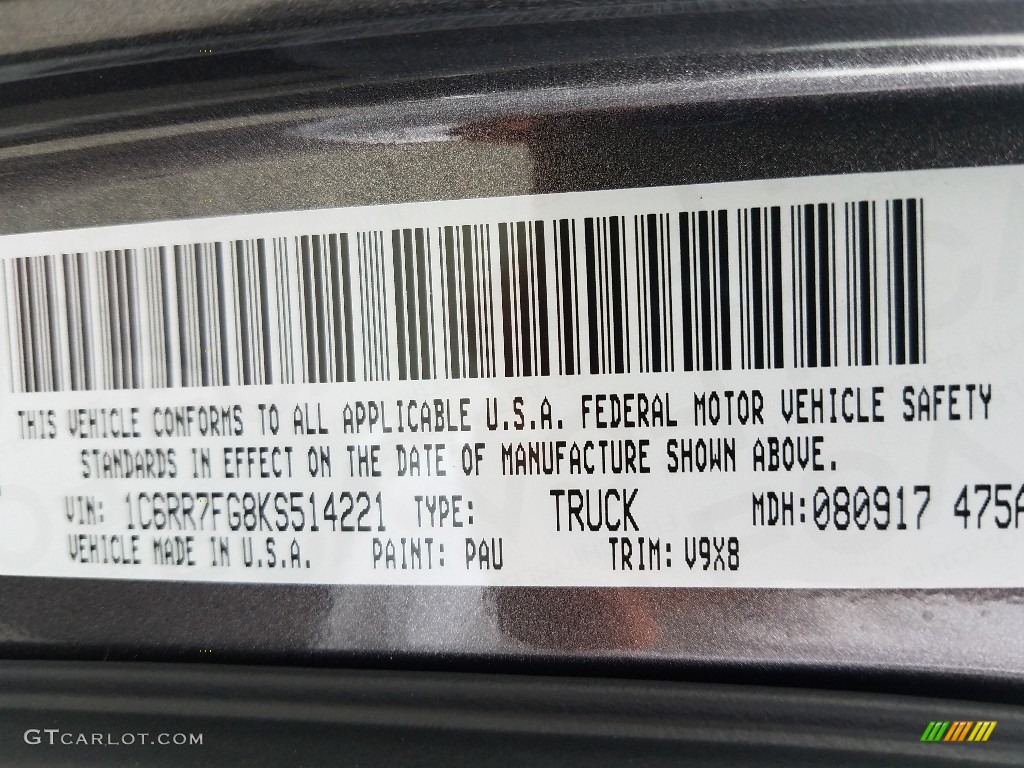 THIS VEHICLE CONFORMS TO ALL APPLICABLE U.S.A. FEDERAL MOTOR VEHICLE SAFETY
STANDARDS IN EFFECT ON THE DATE OF MANUFACTURE SHOWN ABOVE.
VIN: 1C6RR7FG8KS514221 TYPE: TRUCK MDH:080917 475A
VEHICLE MADE IN U.S.A. PAINT: PAU TRIM: V9X8
GTCARLOT.COM